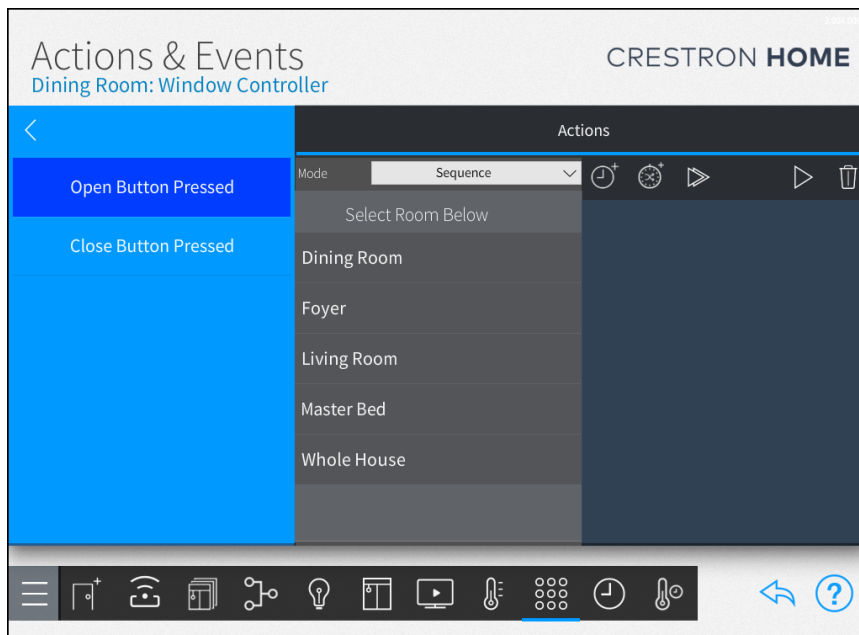 Actions & Events
CRESTRON HOME
Dining Room: Window Controller
Actions
Open Button Pressed
Close Button Pressed
Mode
Sequence
Select Room Below
Dining Room
Foyer
Living Room
Master Bed
Whole House
?